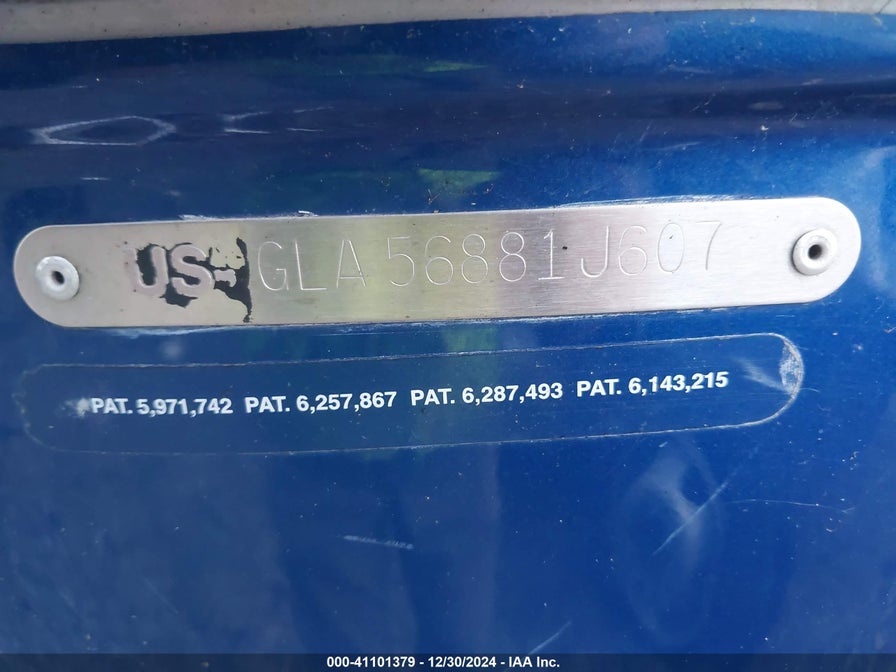 US-GLA56881J607
PAT. 5,971,742 PAT. 6,257,867 PAT. 6,287,493 PAT. 6,143,215
000-41101379 - 12/30/2024 - IAA Inc.